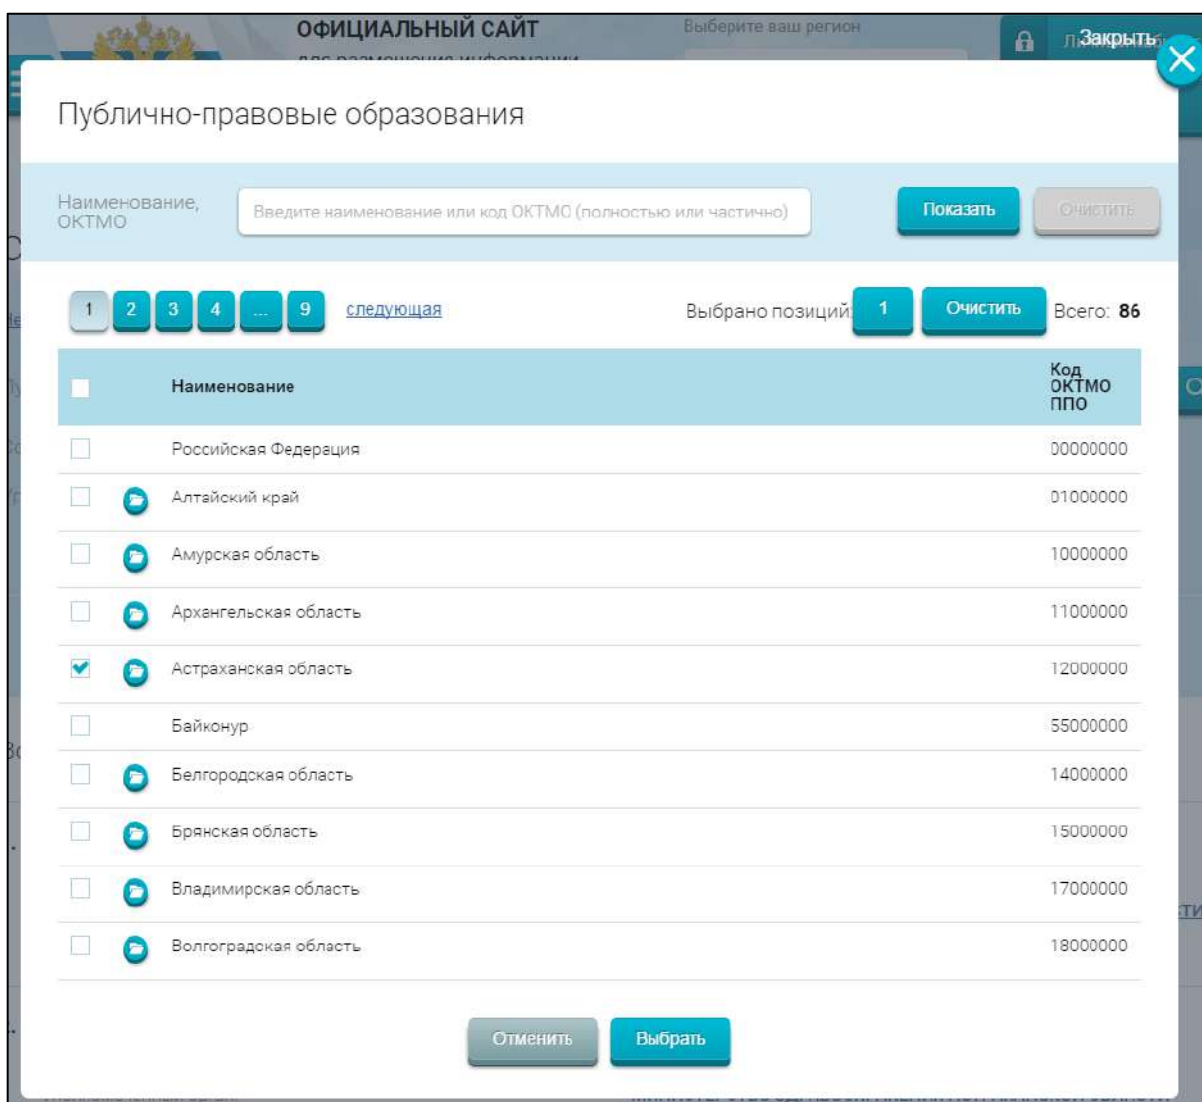 ОФИЦИАЛЬНЫЙ САЙТ
Выберите ваш регион
Закрыть
для размещения информации
Публично-правовые образования
Наименование, ОКТМО
Введите наименование или код ОКТМО (полностью или частично)
Показать
Очистить
1 2 3 4 ... 9 следующая
Выбрано позиций: 1 Очистить Всего: 86
Наименование
Код ОКТМО ППО
Российская Федерация 00000000
Алтайский край 01000000
Амурская область 10000000
Архангельская область 11000000
Астраханская область 12000000
Байконур 55000000
Белгородская область 14000000
Брянская область 15000000
Владимирская область 17000000
Волгоградская область 18000000
Отменить Выбрать